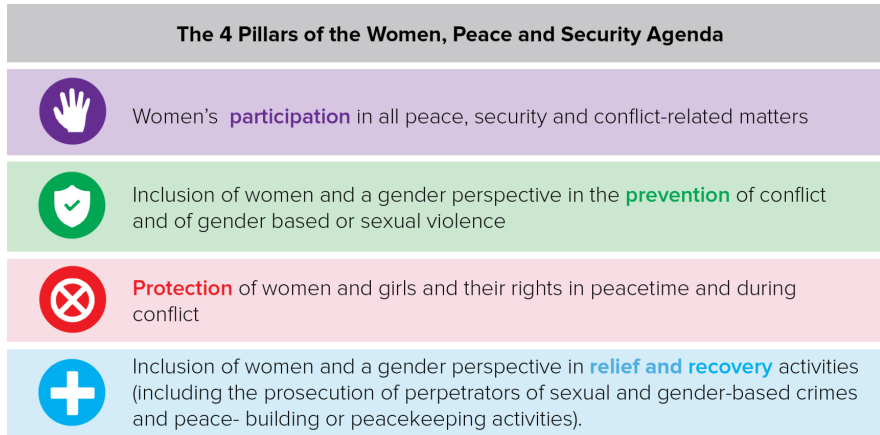 The 4 Pillars of the Women, Peace and Security Agenda
Women's participation in all peace, security and conflict-related matters
Inclusion of women and a gender perspective in the prevention of conflict
and of gender based or sexual violence
Protection of women and girls and their rights in peacetime and during
conflict
Inclusion of women and a gender perspective in relief and recovery activities
(including the prosecution of perpetrators of sexual and gender-based crimes
and peace- building or peacekeeping activities).